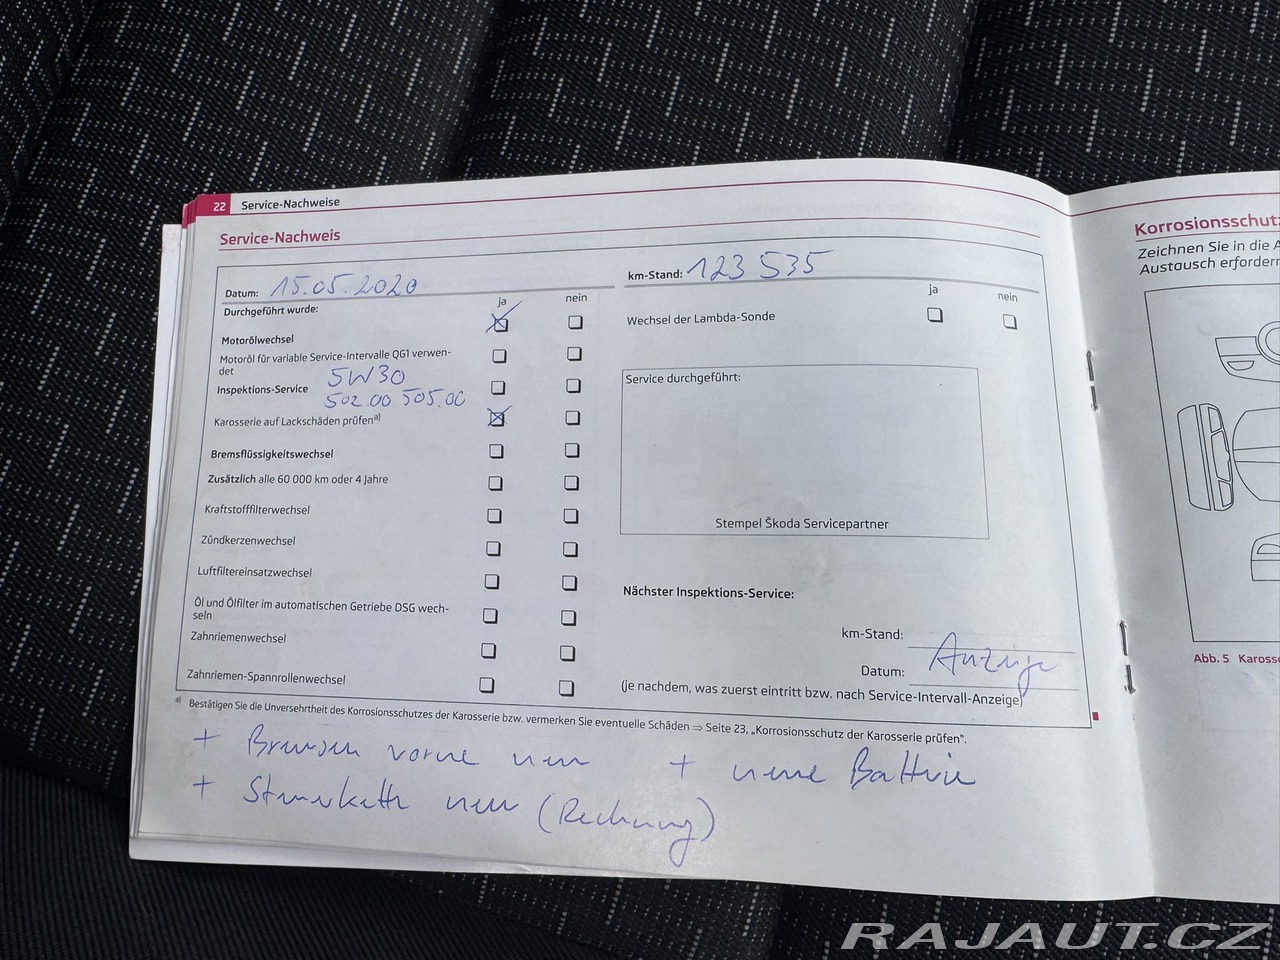 22 Service-Nachweise
Service-Nachweis
Datum: 15.05.2020
km-Stand: 123 535
Durchgeführt wurde:
ja nein
ja nein
Motorölwechsel
Wechsel der Lambda-Sonde
Motoröl für variable Service-Intervalle QG1 verwen-
det
Inspektions-Service 5W30
502.00 505.00
Karosserie auf Lackschäden prüfen a)
Bremsflüssigkeitswechsel
Zusätzlich alle 60 000 km oder 4 Jahre
Kraftstofffilterwechsel
Zündkerzenwechsel
Luftfiltereinsatzwechsel
Öl und Ölfilter im automatischen Getriebe DSG wech-
seln
Zahnriemenwechsel
Zahnriemen-Spannrollenwechsel
Service durchgeführt:
Stempel Škoda Servicepartner
Nächster Inspektions-Service:
km-Stand:
Datum: Anzeige
(je nachdem, was zuerst eintritt bzw. nach Service-Intervall-Anzeige)
a) Bestätigen Sie die Unversehrtheit des Korrosionsschutzes der Karosserie bzw. vermerken Sie eventuelle Schäden ⇒ Seite 23, „Korrosionsschutz der Karosserie prüfen".
+ Bremsen vorne neu + neue Batterie
+ Steuerkette neu (Rechnung)
Korrosionsschutz
Zeichnen Sie in die A
Austausch erforderl
Abb. 5 Karosse
RAJAUT.CZ